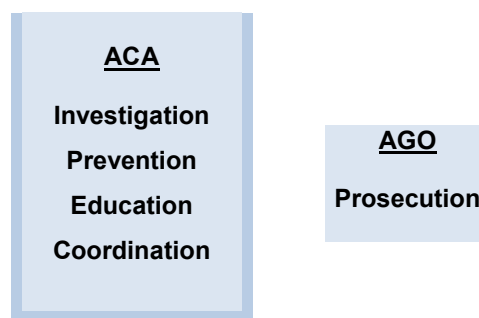 ACA
Investigation
Prevention
Education
Coordination
AGO
Prosecution